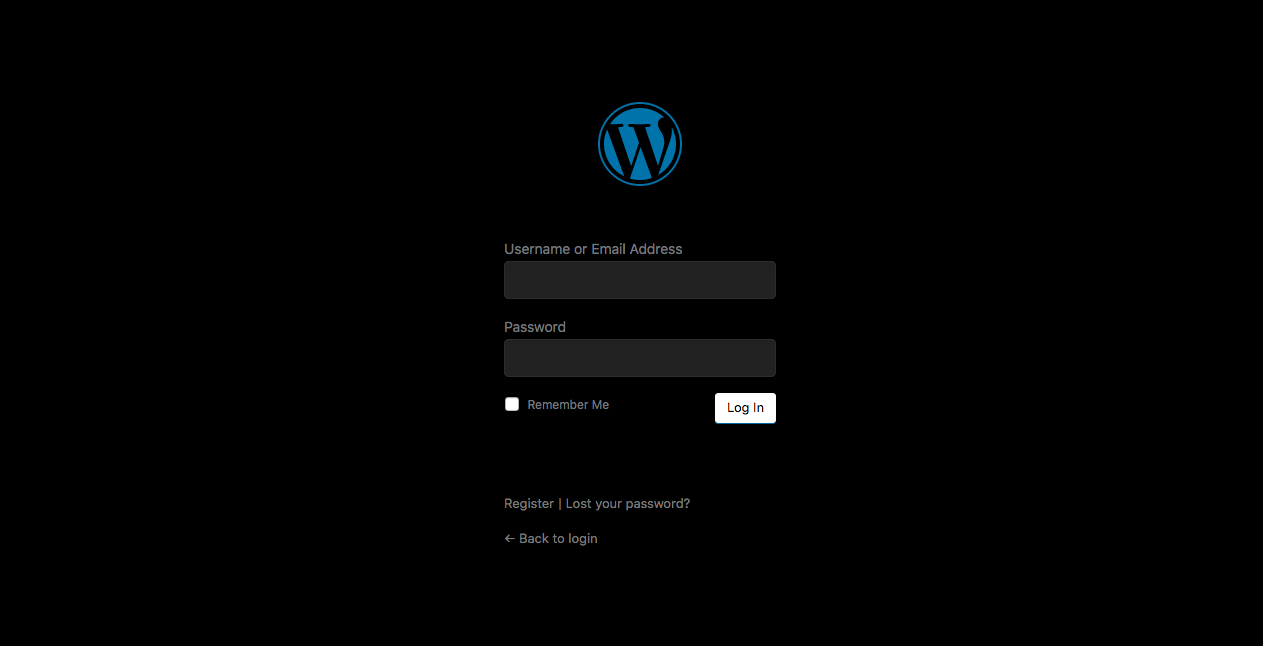 Username or Email Address
Password
Remember Me
Log In
Register | Lost your password?
← Back to login